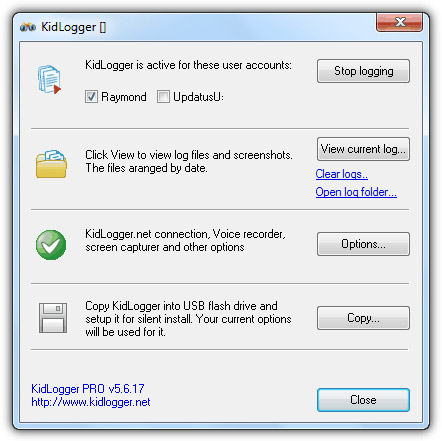 KidLogger []
KidLogger is active for these user accounts:
Stop logging
Raymond
UpdatusU:
Click View to view log files and screenshots.
The files aranged by date.
View current log...
Clear logs..
Open log folder...
KidLogger.net connection, Voice recorder,
screen capturer and other options
Options...
Copy KidLogger into USB flash drive and
setup it for silent install. Your current options
will be used for it.
Copy...
KidLogger PRO v5.6.17
http://www.kidlogger.net
Close